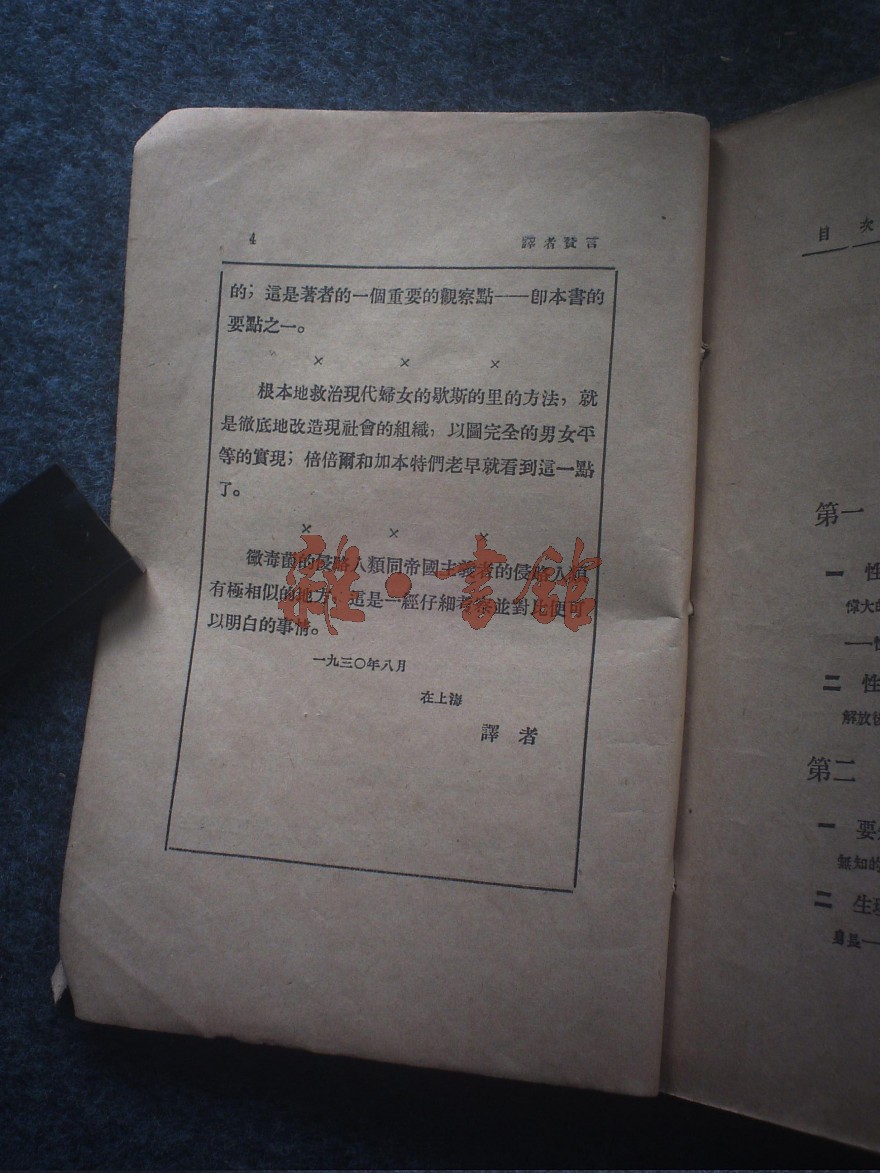 4 譯者贅言
的；這是著者的一個重要的觀察點——卽本書的
要點之一。
× × ×
根本地救治現代婦女的歇斯的里的方法，就
是徹底地改造現社會的組織，以圖完全的男女平
等的實現；倍倍爾和加本特們老早就看到這一點
了。
× × ×
黴毒菌的侵略人類同帝國主義者的侵略人類
有極相似的地方，這是一經仔細考察並對比便可
以明白的事情。
一九三〇年八月
在上海
譯者
雜·書館
目次
第一
一 性
偉大的
二 性
解放後
第二
一 要
無知的
二 生理
身長—